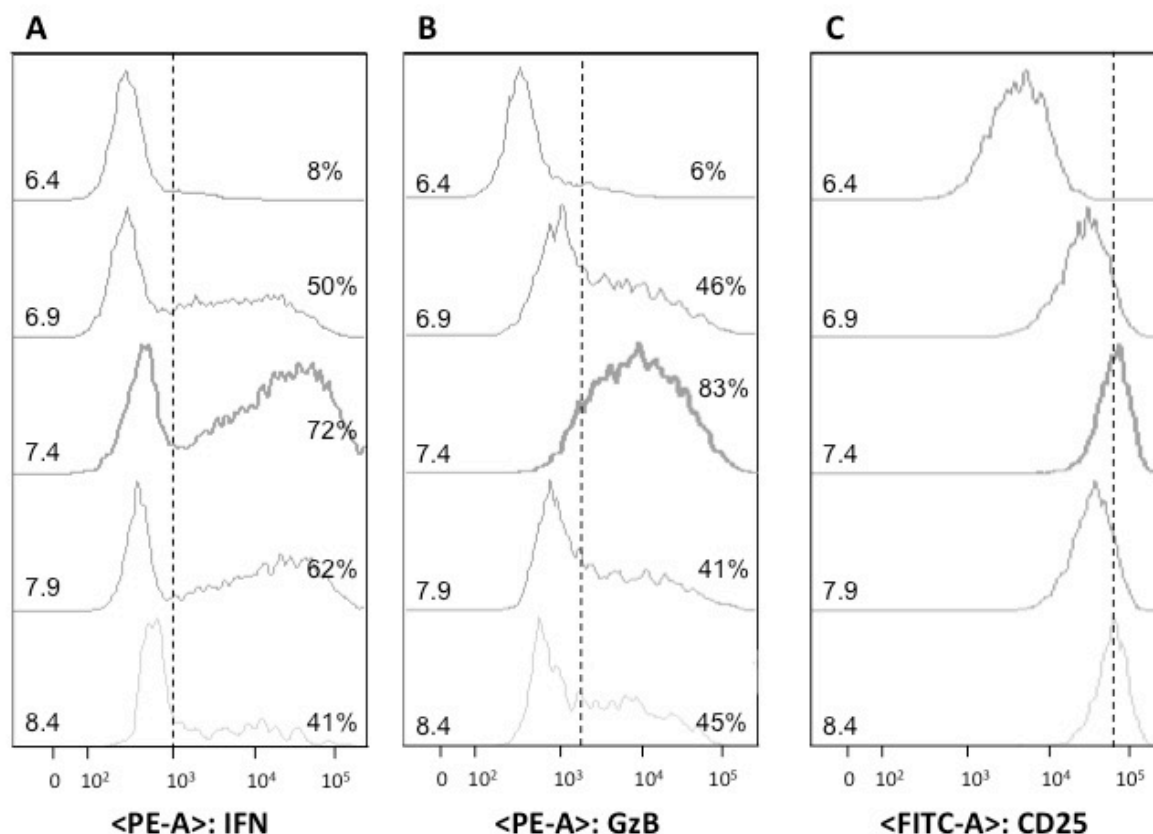 A
6.4 8%
6.9 50%
7.4 72%
7.9 62%
8.4 41%
0 10² 10³ 10⁴ 10⁵
<PE-A>: IFN
B
6.4 6%
6.9 46%
7.4 83%
7.9 41%
8.4 45%
0 10² 10³ 10⁴ 10⁵
<PE-A>: GzB
C
6.4
6.9
7.4
7.9
8.4
0 10² 10³ 10⁴ 10⁵
<FITC-A>: CD25